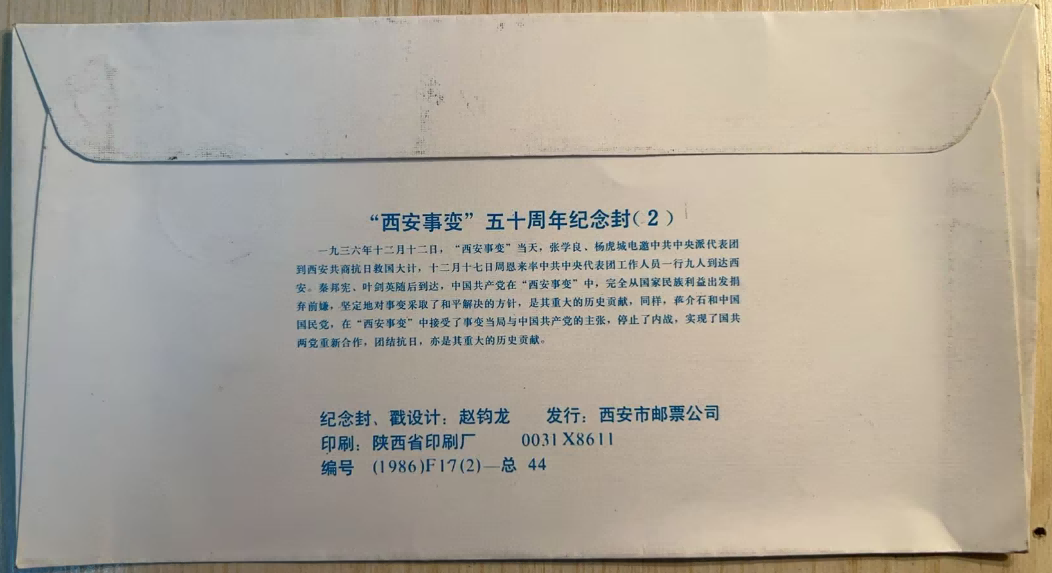 “西安事变”五十周年纪念封（2）
一九三六年十二月十二日，“西安事变”当天，张学良、杨虎城电邀中共中央派代表团
到西安共商抗日救国大计，十二月十七日周恩来率中共中央代表团工作人员一行九人到达西
安。秦邦宪、叶剑英随后到达，中国共产党在“西安事变”中，完全从国家民族利益出发捐
弃前嫌，坚定地对事变采取了和平解决的方针，是其重大的历史贡献，同样，蒋介石和中国
国民党，在“西安事变”中接受了事变当局与中国共产党的主张，停止了内战，实现了国共
两党重新合作，团结抗日，亦是其重大的历史贡献。
纪念封、戳设计：赵钧龙 发行：西安市邮票公司
印刷：陕西省印刷厂 0031X8611
编号 (1986)F17(2)—总 44